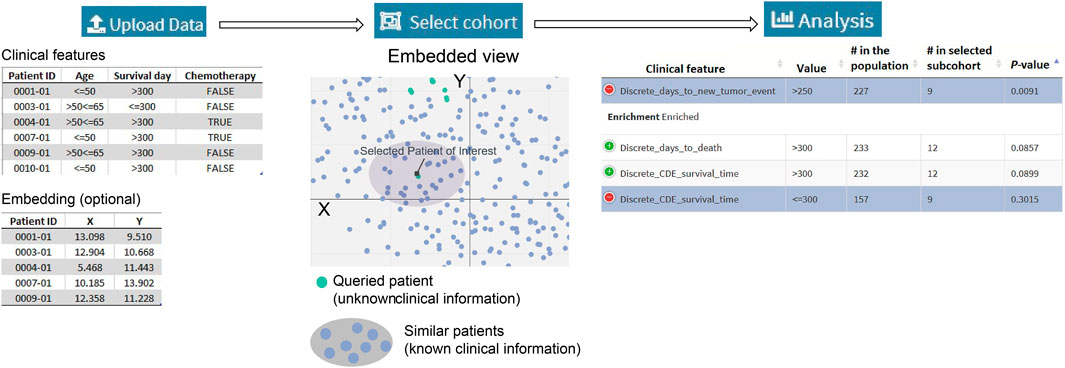 Upload Data
Select cohort
Analysis
Clinical features
Patient ID Age Survival day Chemotherapy
0001-01 <=50 >300 FALSE
0003-01 >50<=65 <=300 FALSE
0004-01 >50<=65 >300 TRUE
0007-01 <=50 >300 TRUE
0009-01 >50<=65 >300 FALSE
0010-01 <=50 >300 FALSE
Embedding (optional)
Patient ID X Y
0001-01 13.098 9.510
0003-01 12.904 10.668
0004-01 5.468 11.443
0007-01 10.185 13.902
0009-01 12.358 11.228
Embedded view
Y
Selected Patient of Interest
X
Queried patient
(unknownclinical information)
Similar patients
(known clinical information)
Clinical feature Value # in the population # in selected subcohort P-value
Discrete_days_to_new_tumor_event >250 227 9 0.0091
Enrichment Enriched
Discrete_days_to_death >300 233 12 0.0857
Discrete_CDE_survival_time >300 232 12 0.0899
Discrete_CDE_survival_time <=300 157 9 0.3015